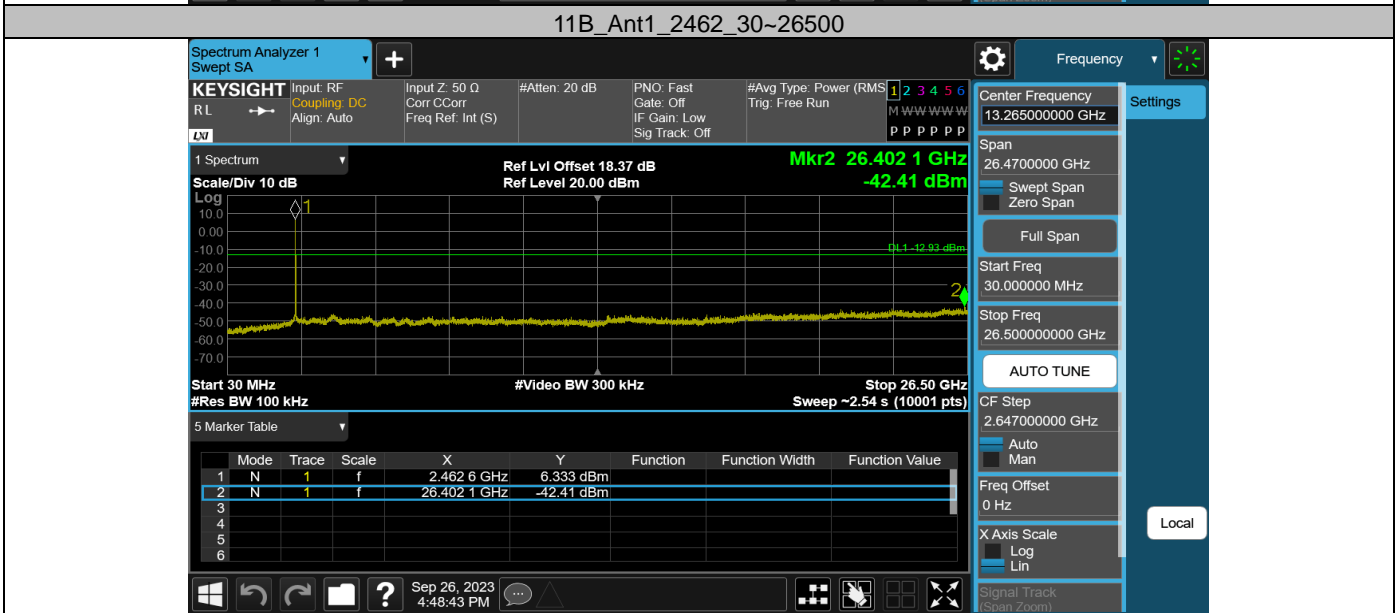 11B_Ant1_2462_30~26500
Spectrum Analyzer 1
Swept SA
Frequency
KEYSIGHT
R L
LXI
Input: RF
Coupling: DC
Align: Auto
Input Z: 50 Ω
Corr CCorr
Freq Ref: Int (S)
#Atten: 20 dB
PNO: Fast
Gate: Off
IF Gain: Low
Sig Track: Off
#Avg Type: Power (RMS
Trig: Free Run
1 2 3 4 5 6
M W W W W W
P P P P P P
1 Spectrum
Scale/Div 10 dB
Ref Lvl Offset 18.37 dB
Ref Level 20.00 dBm
Mkr2 26.402 1 GHz
-42.41 dBm
Log
10.0
0.00
-10.0
-20.0
-30.0
-40.0
-50.0
-60.0
-70.0
1
DL1 -12.93 dBm
2
Start 30 MHz
#Video BW 300 kHz
Stop 26.50 GHz
#Res BW 100 kHz
Sweep ~2.54 s (10001 pts)
5 Marker Table
Mode Trace Scale X Y Function Function Width Function Value
1 N 1 f 2.462 6 GHz 6.333 dBm
2 N 1 f 26.402 1 GHz -42.41 dBm
3
4
5
6
Sep 26, 2023
4:48:43 PM
Center Frequency
13.265000000 GHz
Span
26.4700000 GHz
Swept Span
Zero Span
Full Span
Start Freq
30.000000 MHz
Stop Freq
26.500000000 GHz
AUTO TUNE
CF Step
2.647000000 GHz
Auto
Man
Freq Offset
0 Hz
X Axis Scale
Log
Lin
Signal Track
(Span Zoom)
Settings
Local